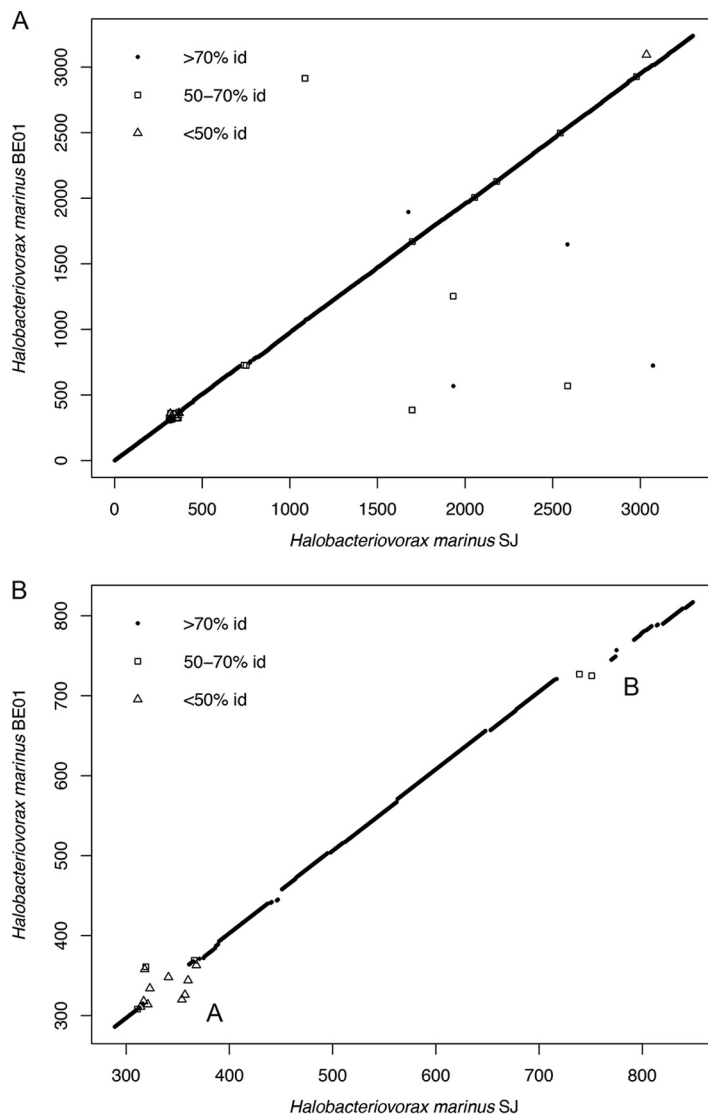 A
>70% id
50–70% id
<50% id
Halobacteriovorax marinus BE01
0 500 1000 1500 2000 2500 3000
0 500 1000 1500 2000 2500 3000
Halobacteriovorax marinus SJ
B
>70% id
50–70% id
<50% id
Halobacteriovorax marinus BE01
300 400 500 600 700 800
B
A
300 400 500 600 700 800
Halobacteriovorax marinus SJ